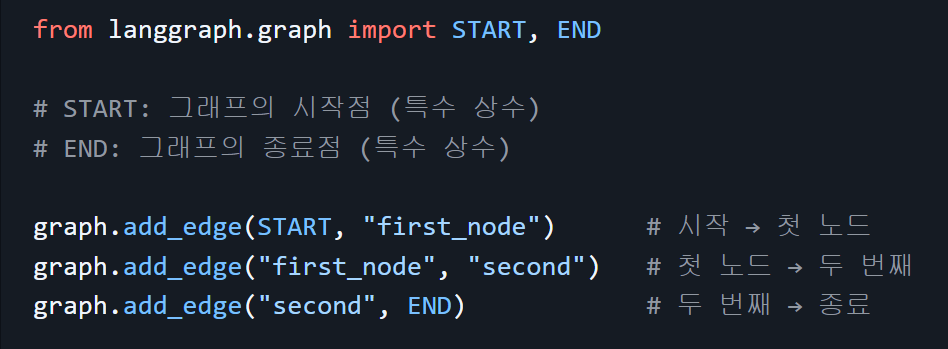 from langgraph.graph import START, END
# START: 그래프의 시작점 (특수 상수)
# END: 그래프의 종료점 (특수 상수)
graph.add_edge(START, "first_node")      # 시작 → 첫 노드
graph.add_edge("first_node", "second")   # 첫 노드 → 두 번째
graph.add_edge("second", END)            # 두 번째 → 종료